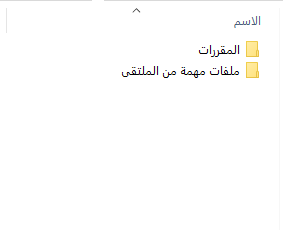 الاسم
المقررات
ملفات مهمة من الملتقى